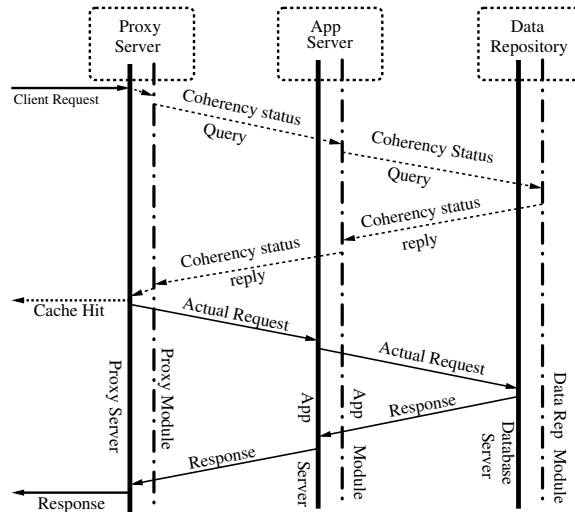 Proxy
Server
App
Server
Data
Repository
Client Request
Coherency status
Query
Coherency Status
Query
Coherency status
reply
Coherency status
reply
Cache Hit
Actual Request
Actual Request
Response
Response
Response
Proxy Server
Proxy Module
App Server
App Module
Database
Server
Data Rep Module